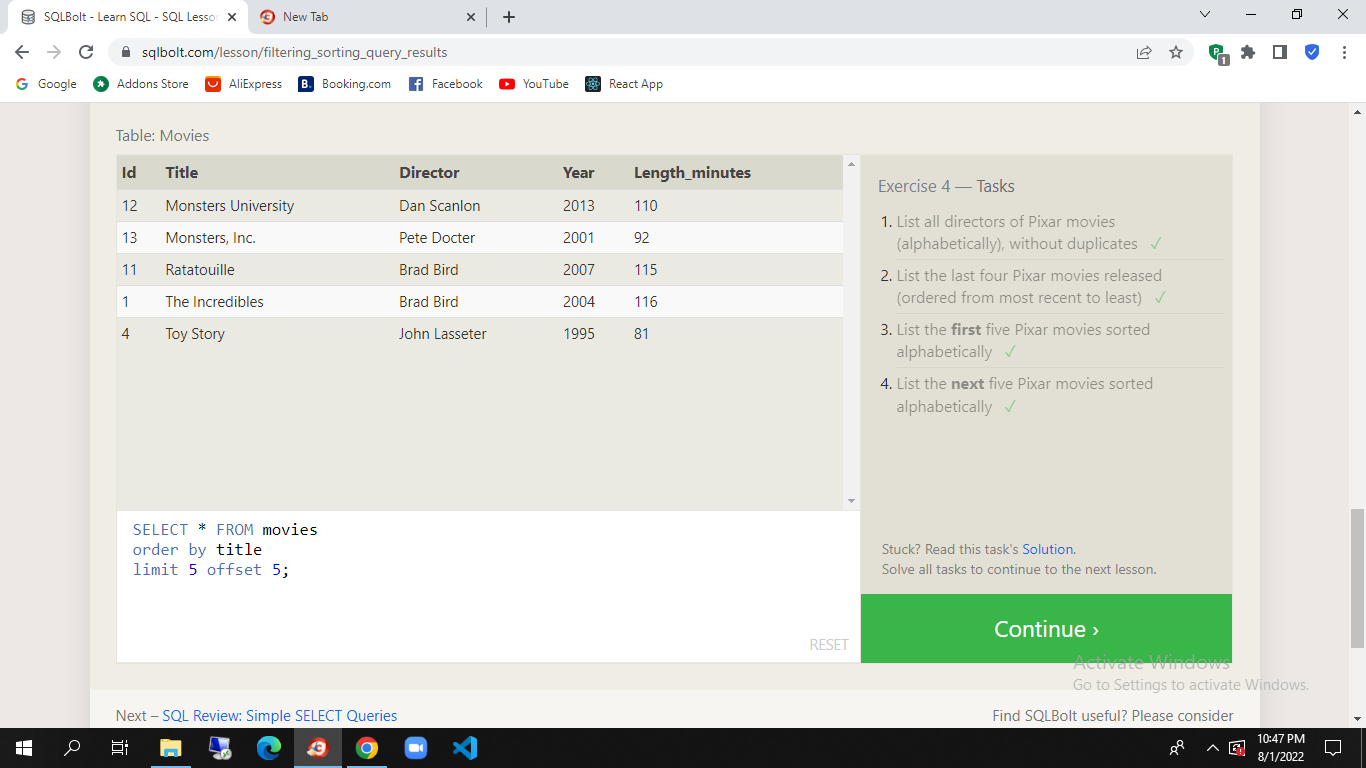 SQLBolt - Learn SQL - SQL Lesson
New Tab
sqlbolt.com/lesson/filtering_sorting_query_results
1
Google Addons Store AliExpress Booking.com Facebook YouTube React App
Table: Movies
Id Title Director Year Length_minutes
12 Monsters University Dan Scanlon 2013 110
13 Monsters, Inc. Pete Docter 2001 92
11 Ratatouille Brad Bird 2007 115
1 The Incredibles Brad Bird 2004 116
4 Toy Story John Lasseter 1995 81
SELECT * FROM movies
order by title
limit 5 offset 5;
RESET
Exercise 4 — Tasks
1. List all directors of Pixar movies
(alphabetically), without duplicates ✓
2. List the last four Pixar movies released
(ordered from most recent to least) ✓
3. List the first five Pixar movies sorted
alphabetically ✓
4. List the next five Pixar movies sorted
alphabetically ✓
Stuck? Read this task's Solution.
Solve all tasks to continue to the next lesson.
Continue ›
Activate Windows
Go to Settings to activate Windows.
Next – SQL Review: Simple SELECT Queries
Find SQLBolt useful? Please consider
10:47 PM
8/1/2022